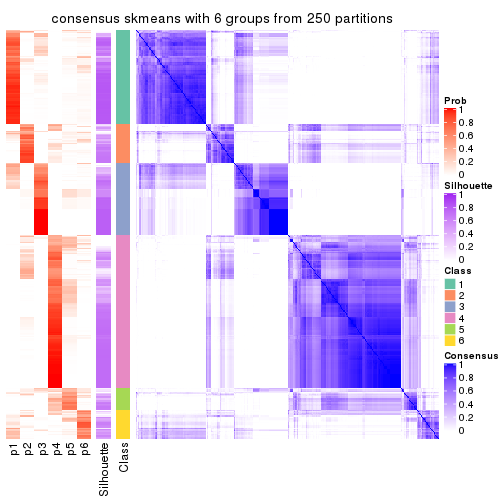 consensus skmeans with 6 groups from 250 partitions
Prob
1
0.8
0.6
0.4
0.2
0
Silhouette
1
0.8
0.6
0.4
0.2
0
Class
1
2
3
4
5
6
Consensus
1
0.8
0.6
0.4
0.2
0
p1
p2
p3
p4
p5
p6
Silhouette
Class